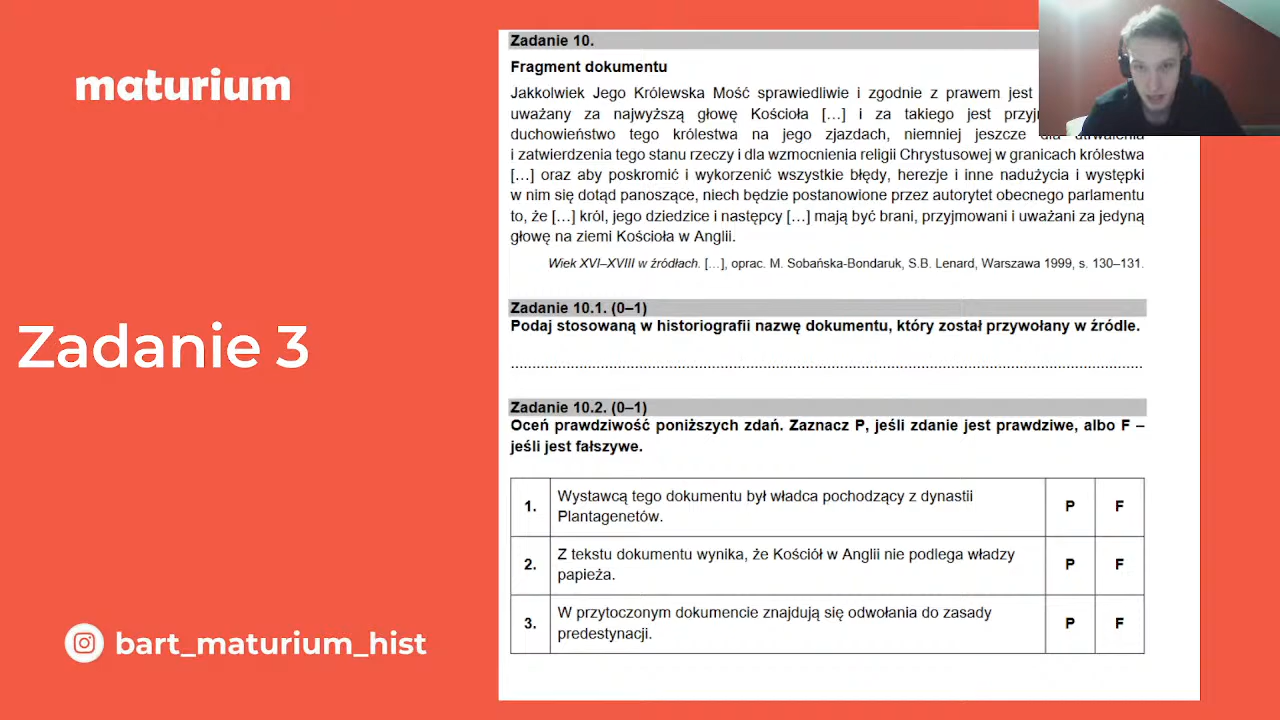 maturium
Zadanie 3
bart_maturium_hist
Zadanie 10.
Fragment dokumentu
Jakkolwiek Jego Królewska Mość sprawiedliwie i zgodnie z prawem jest
uważany za najwyższą głowę Kościoła […] i za takiego jest
duchowieństwo tego królestwa na jego zjazdach, niemniej jeszcze dla utrwalenia
i zatwierdzenia tego stanu rzeczy i dla wzmocnienia religii Chrystusowej w granicach królestwa
[…] oraz aby poskromić i wykorzenić wszystkie błędy, herezje i inne nadużycia i występki
w nim się dotąd panoszące, niech będzie postanowione przez autorytet obecnego parlamentu
to, że […] król, jego dziedzice i następcy […] mają być brani, przyjmowani i uważani za jedyną
głowę na ziemi Kościoła w Anglii.
Wiek XVI–XVIII w źródłach. […], oprac. M. Sobańska-Bondaruk, S.B. Lenard, Warszawa 1999, s. 130–131.
Zadanie 10.1. (0–1)
Podaj stosowaną w historiografii nazwę dokumentu, który został przywołany w źródle.
Zadanie 10.2. (0–1)
Oceń prawdziwość poniższych zdań. Zaznacz P, jeśli zdanie jest prawdziwe, albo F –
jeśli jest fałszywe.
1. Wystawcą tego dokumentu był władca pochodzący z dynastii P F
Plantagenetów.
2. Z tekstu dokumentu wynika, że Kościół w Anglii nie podlega władzy P F
papieża.
3. W przytoczonym dokumencie znajdują się odwołania do zasady P F
predestynacji.